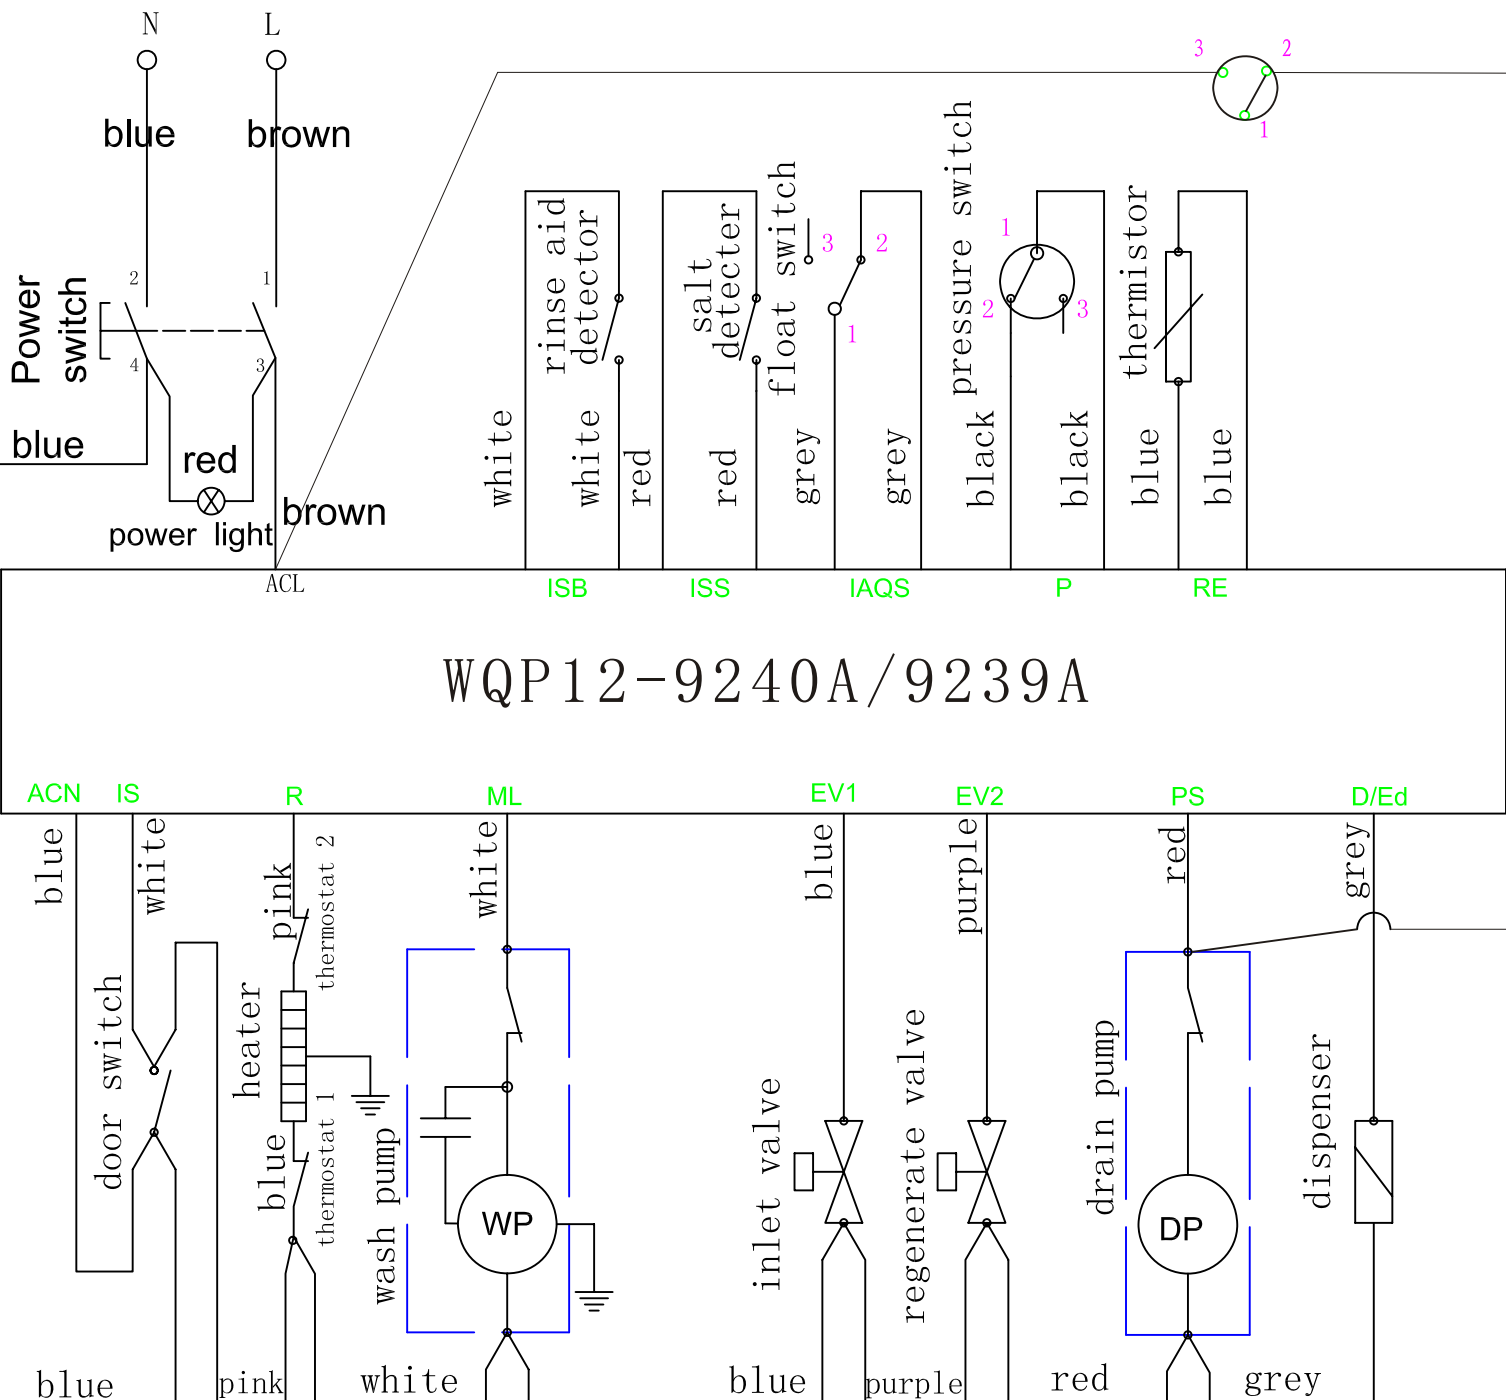 N
L
3
2
1
blue
brown
Power
switch
2
1
4
3
blue
red
power light
brown
ACL
white
rinse aid
detector
white
red
salt
detecter
red
float switch
3
2
1
grey
grey
pressure switch
1
2
3
black
black
thermistor
blue
blue
ISB
ISS
IAQS
P
RE
WQP12-9240A/9239A
ACN
IS
R
ML
EV1
EV2
PS
D/Ed
blue
white
door switch
pink
thermostat 2
heater
blue
thermostat 1
white
wash pump
WP
blue
inlet valve
purple
regenerate valve
red
drain pump
DP
grey
dispenser
blue
pink
white
blue
purple
red
grey